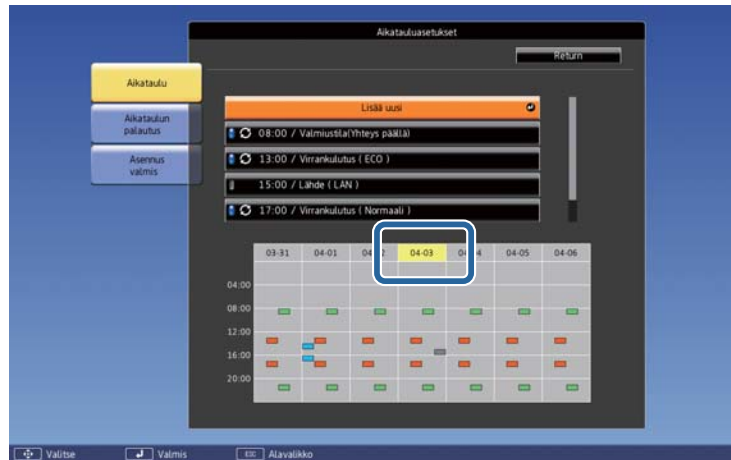 Aikatauluasetukset
Return
Aikataulu
Aikataulun
palautus
Asennus
valmis
Lisää uusi
08:00 / Valmiustila(Yhteys päällä)
13:00 / Virrankulutus ( ECO )
15:00 / Lähde ( LAN )
17:00 / Virrankulutus ( Normaali )
03-31 04-01 04-03 04-05 04-06
04:00
08:00
12:00
16:00
20:00
Valitse Valmis Esc Alavalikko